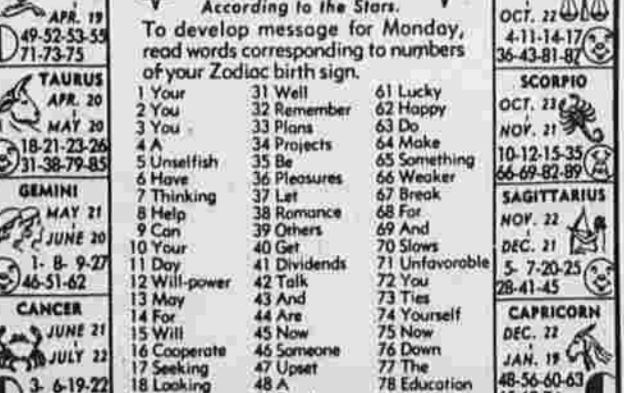 APR. 19
49-52-53-55
71-73-75
TAURUS
APR. 20
MAY 20
18-21-23-26
31-38-79-85
GEMINI
MAY 21
JUNE 20
1- 8- 9-27
46-51-62
CANCER
JUNE 21
JULY 22
3- 6-19-22
According to the Stars.
To develop message for Monday,
read words corresponding to numbers
of your Zodiac birth sign.
1 Your
2 You
3 You
4 A
5 Unselfish
6 Have
7 Thinking
8 Help
9 Can
10 Your
11 Day
12 Will-power
13 May
14 For
15 Will
16 Cooperate
17 Seeking
18 Looking
31 Well
32 Remember
33 Plans
34 Projects
35 Be
36 Pleasures
37 Let
38 Romance
39 Others
40 Get
41 Dividends
42 Talk
43 And
44 Are
45 Now
46 Someone
47 Upset
48 A
61 Lucky
62 Happy
63 Do
64 Make
65 Something
66 Weaker
67 Break
68 For
69 And
70 Slows
71 Unfavorable
72 You
73 Ties
74 Yourself
75 Now
76 Down
77 The
78 Education
OCT. 22
4-11-14-17
36-43-81-87
SCORPIO
OCT. 23
NOV. 21
10-12-15-35
66-69-82-89
SAGITTARIUS
NOV. 22
DEC. 21
5- 7-20-25
28-41-45
CAPRICORN
DEC. 22
JAN. 19
48-56-60-63